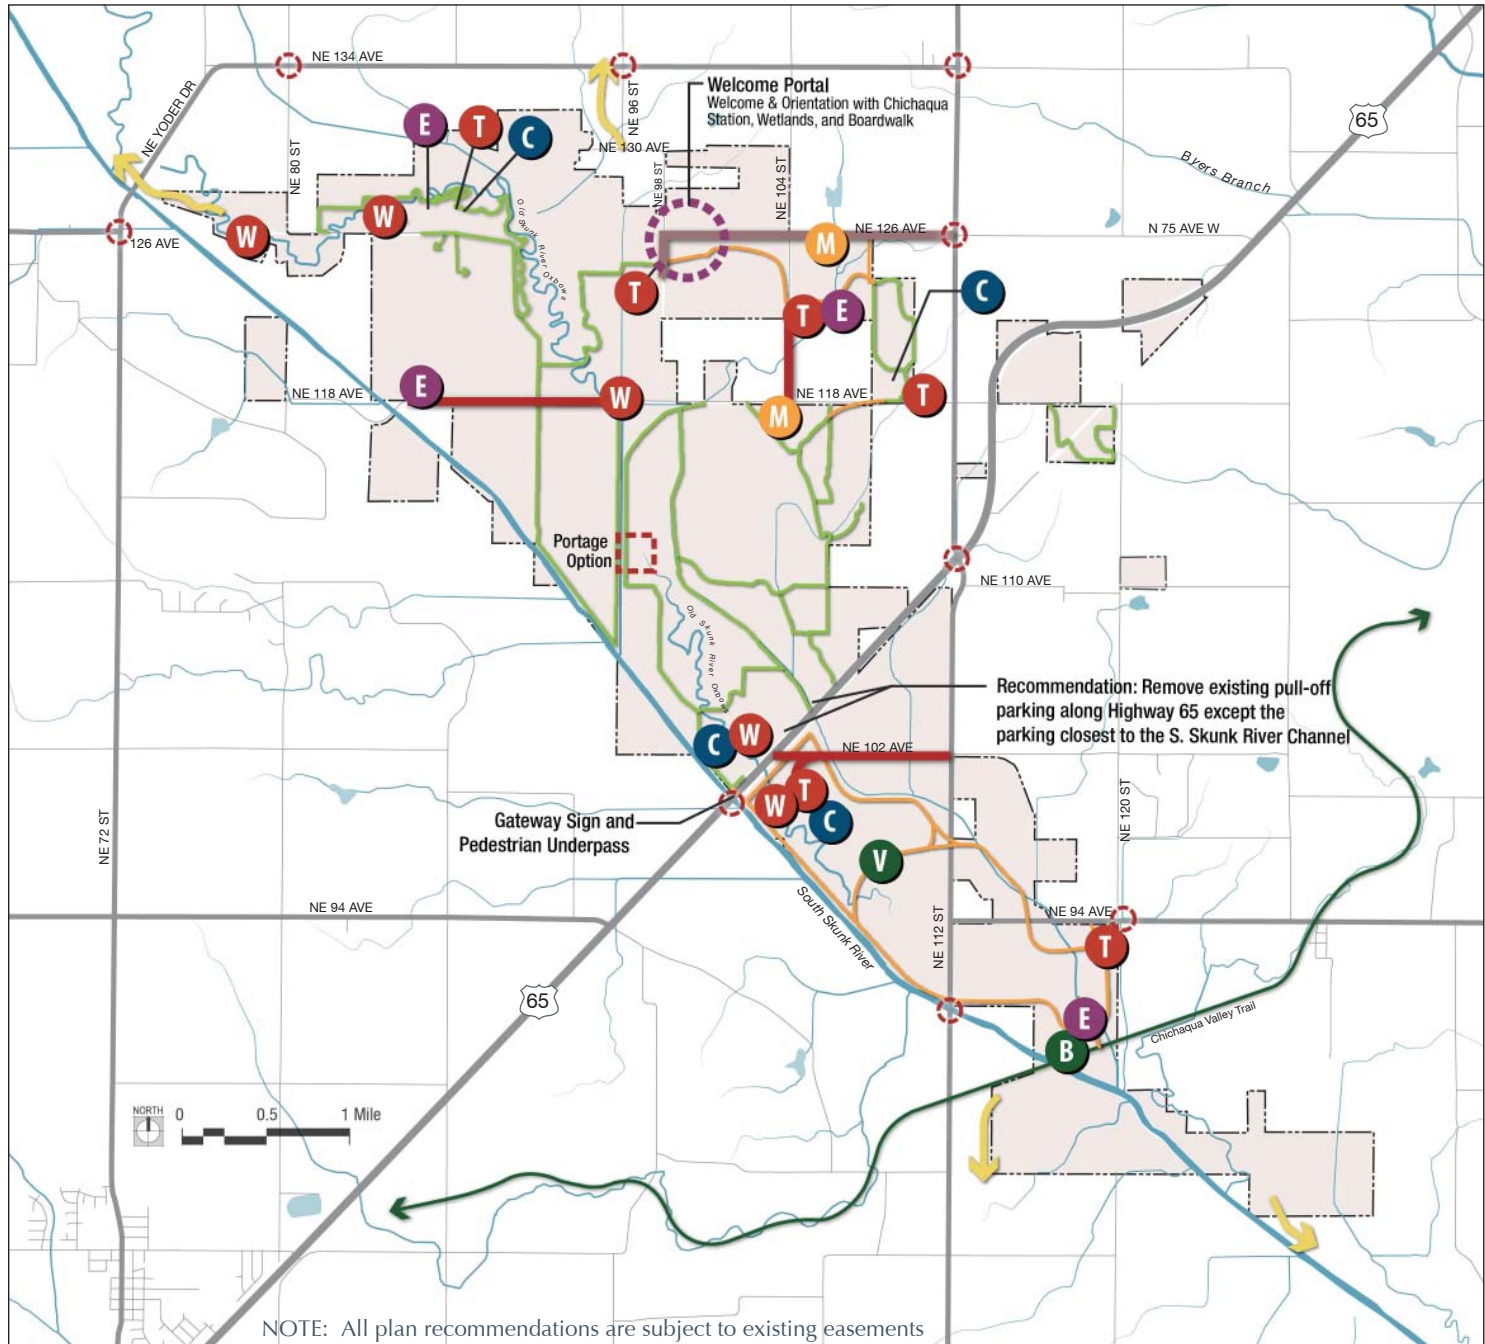 NE 134 AVE
NE YODER DR
NE 96 ST
Welcome Portal
Welcome & Orientation with Chichaqua
Station, Wetlands, and Boardwalk
65
E
T
C
NE 130 AVE
NE 80 ST
NE 98 ST
NE 104 ST
Byers Branch
W
W
126 AVE
Old Skunk River Oxbows
M
NE 126 AVE
N 75 AVE W
T
T
E
C
E
NE 118 AVE
W
M
NE 118 AVE
T
Portage
Option
NE 110 AVE
Old Skunk River Oxbows
Recommendation: Remove existing pull-off
parking along Highway 65 except the
parking closest to the S. Skunk River Channel
C
W
NE 102 AVE
W
T
C
Gateway Sign and
Pedestrian Underpass
NE 72 ST
NE 120 ST
V
South Skunk River
NE 94 AVE
NE 112 ST
NE 94 AVE
T
65
E
B
Chichaqua Valley Trail
NORTH
0 0.5 1 Mile
NOTE: All plan recommendations are subject to existing easements